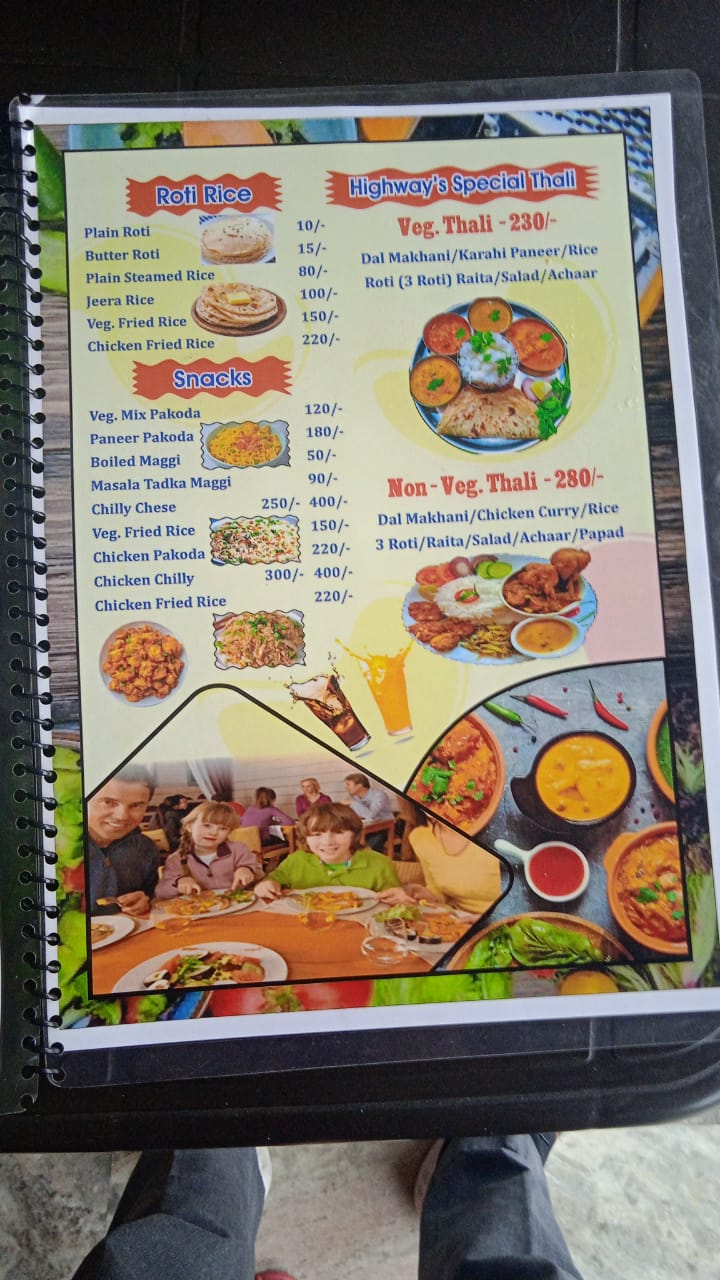 Roti Rice
Plain Roti 10/-
Butter Roti 15/-
Plain Steamed Rice 80/-
Jeera Rice 100/-
Veg. Fried Rice 150/-
Chicken Fried Rice 220/-
Snacks
Veg. Mix Pakoda 120/-
Paneer Pakoda 180/-
Boiled Maggi 50/-
Masala Tadka Maggi 90/-
Chilly Chese 250/- 400/-
Veg. Fried Rice 150/-
Chicken Pakoda 220/-
Chicken Chilly 300/- 400/-
Chicken Fried Rice 220/-
Highway's Special Thali
Veg. Thali - 230/-
Dal Makhani/Karahi Paneer/Rice
Roti (3 Roti) Raita/Salad/Achaar
Non - Veg. Thali - 280/-
Dal Makhani/Chicken Curry/Rice
3 Roti/Raita/Salad/Achaar/Papad